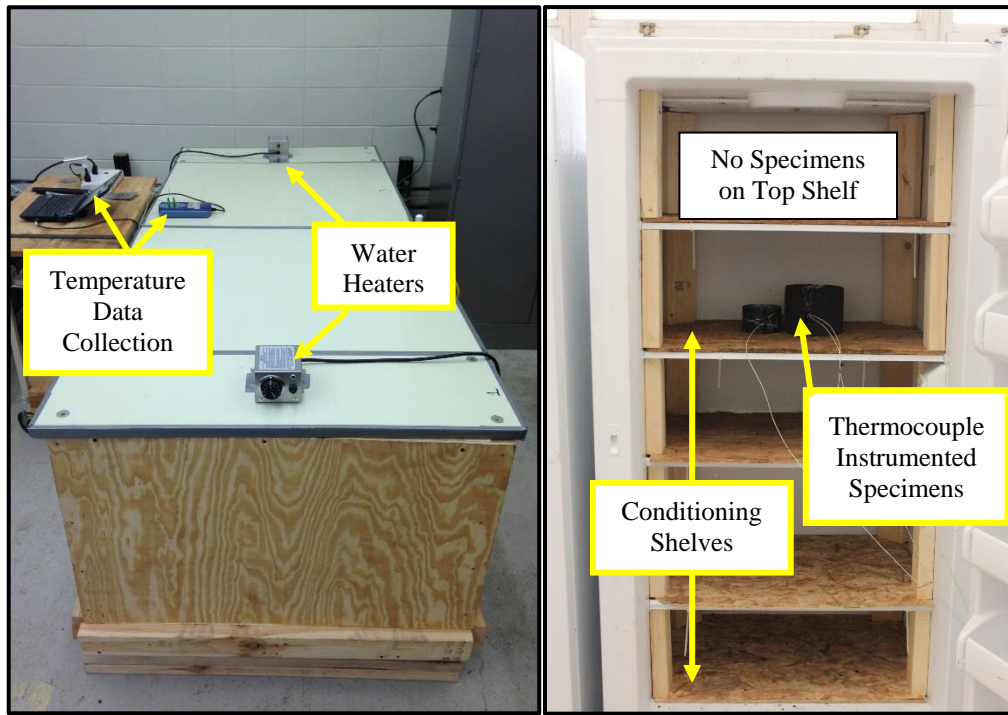 Temperature
Data
Collection
Water
Heaters
No Specimens
on Top Shelf
Thermocouple
Instrumented
Specimens
Conditioning
Shelves